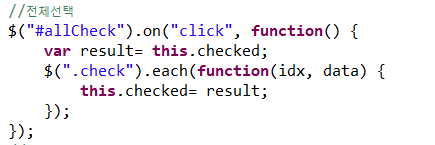 //전체선택
$("#allCheck").on("click", function() {
    var result= this.checked;
    $(".check").each(function(idx, data) {
        this.checked= result;
    });
});